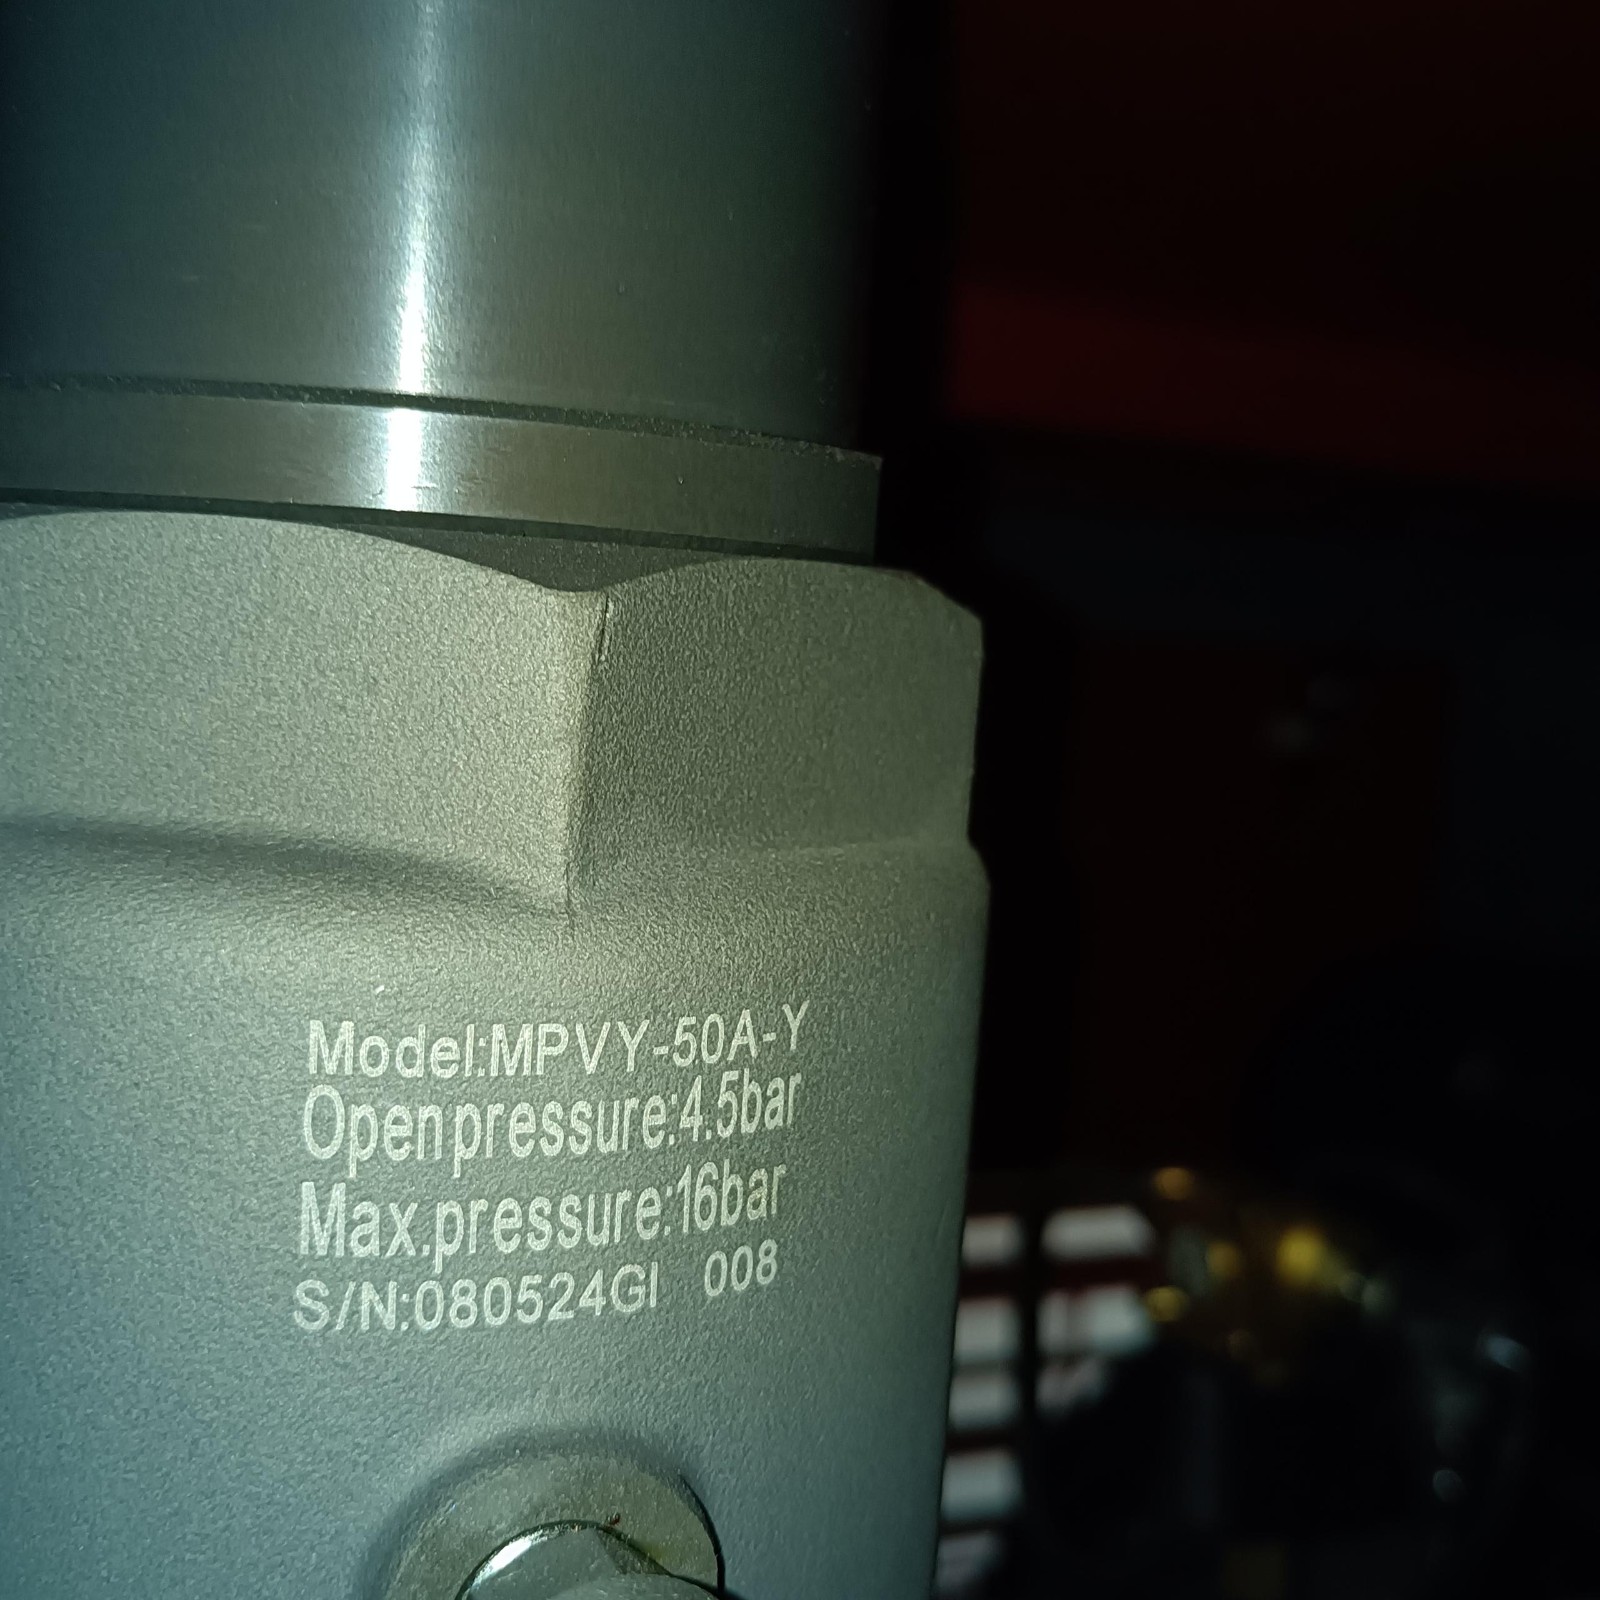 Model:MPVY-50A-Y
Open pressure:4.5bar
Max.pressure:16bar
S/N:080524GI 008